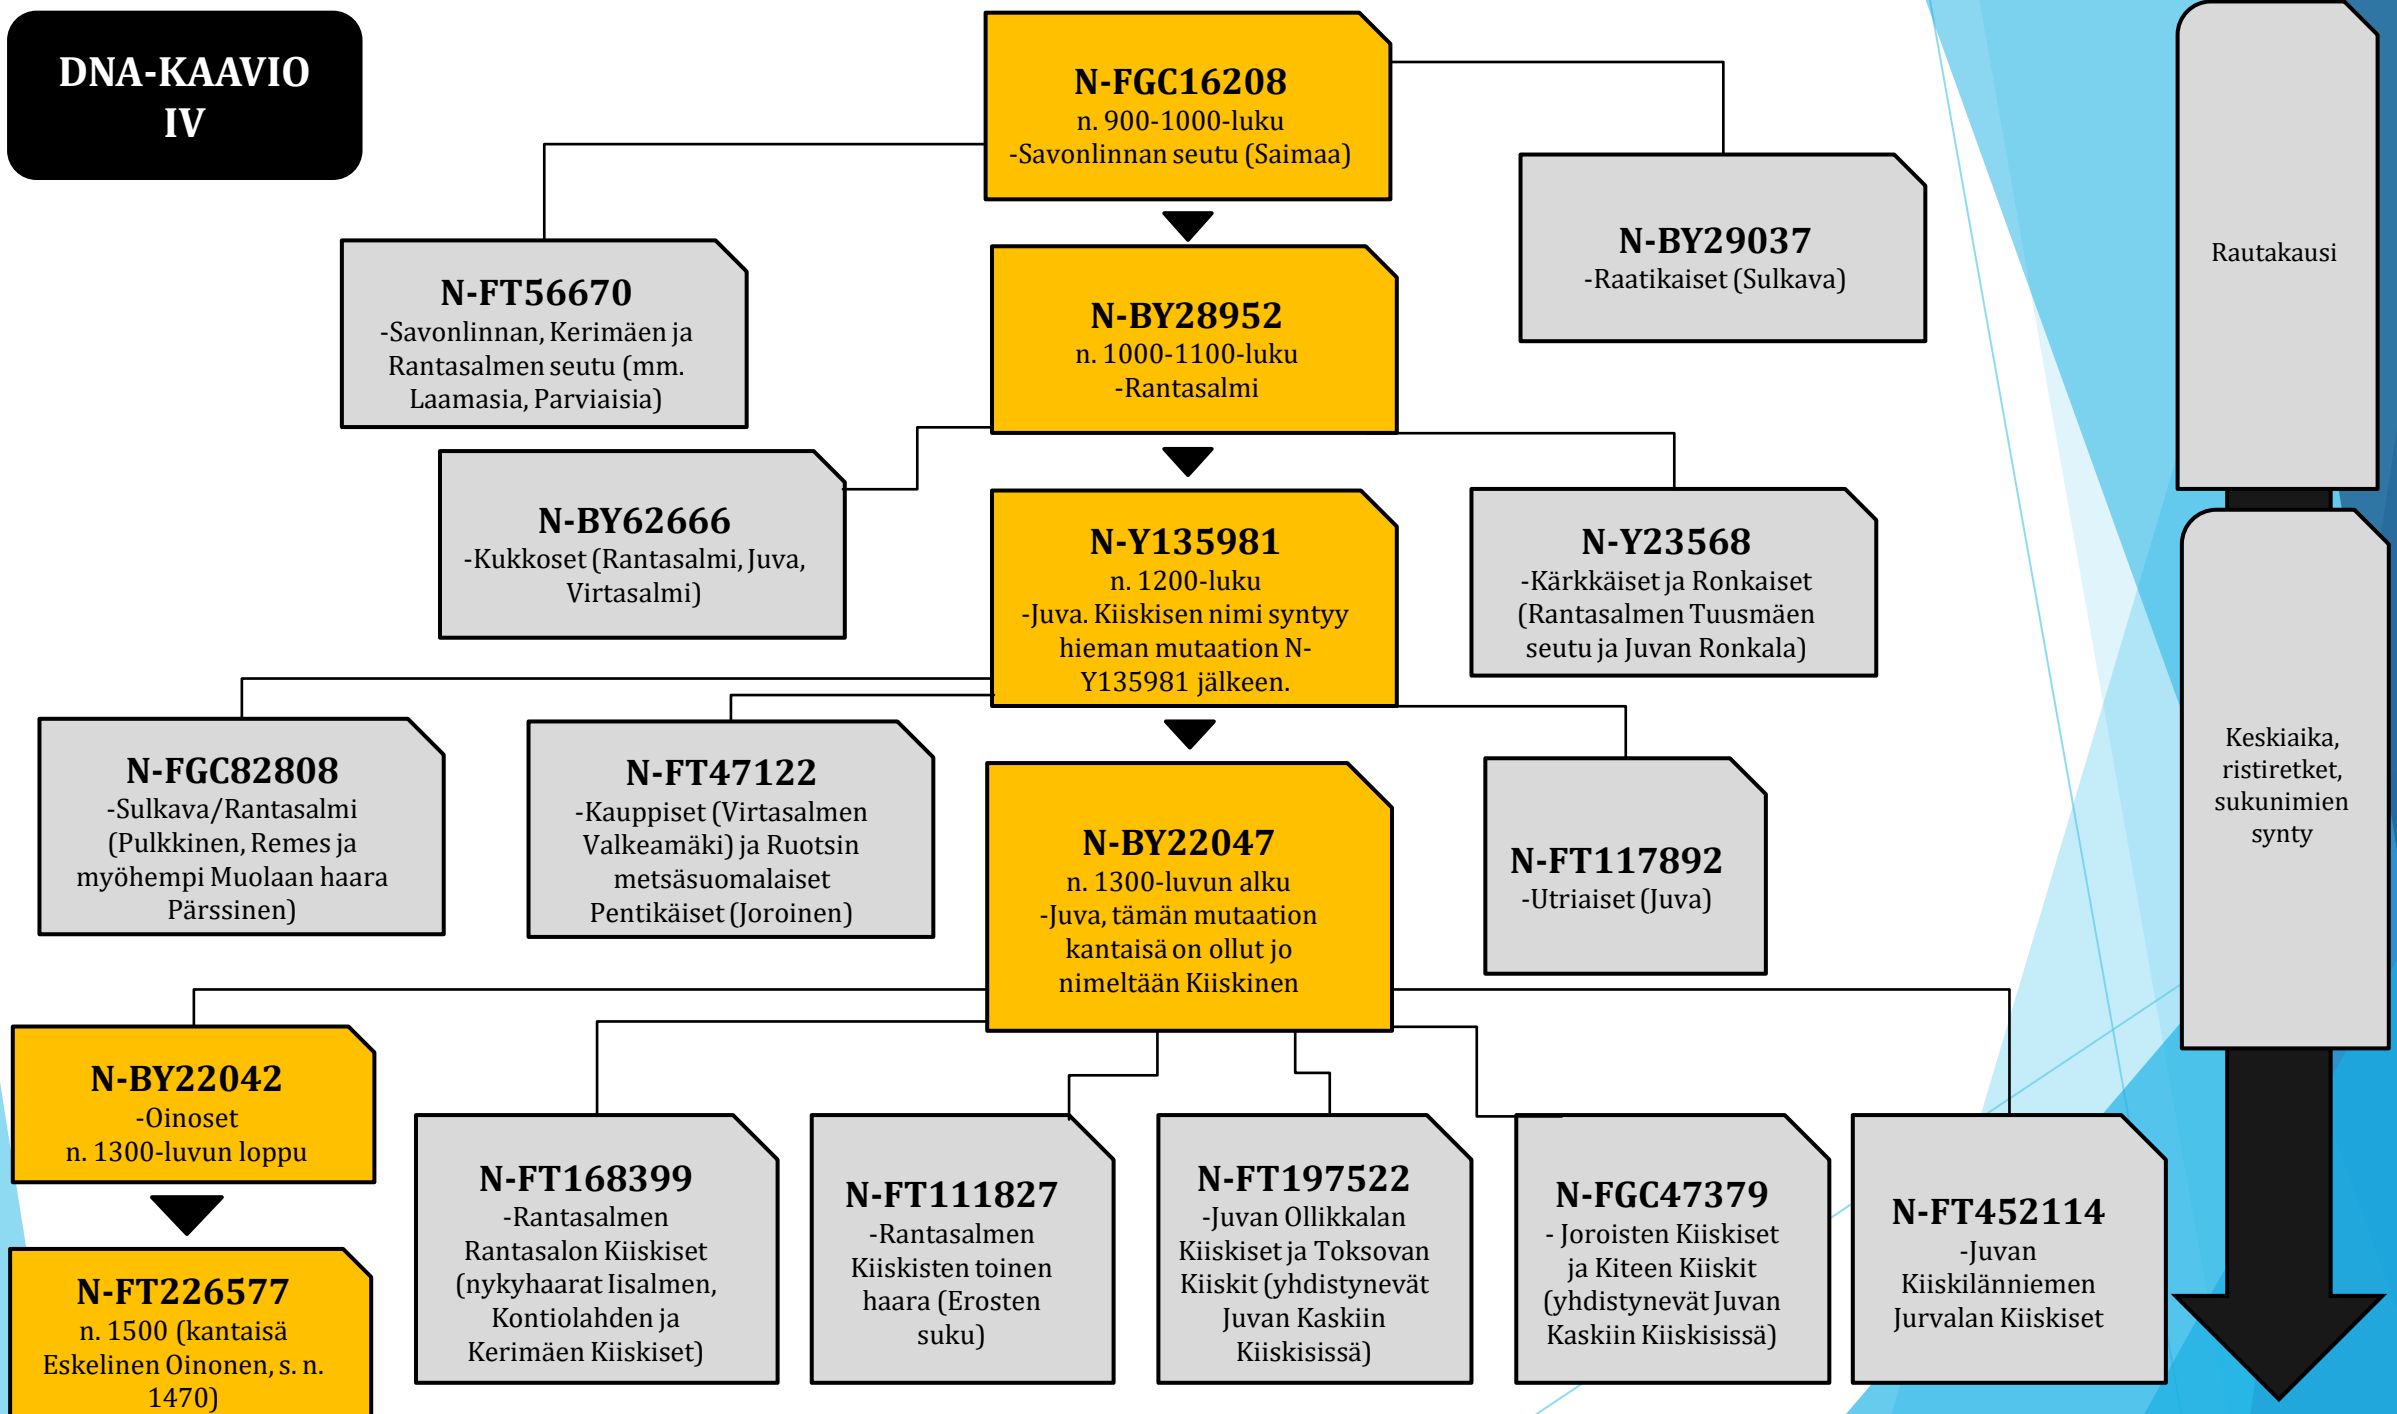 DNA-KAAVIO
IV
N-FGC16208
n. 900-1000-luku
-Savonlinnan seutu (Saimaa)
N-BY29037
-Raatikaiset (Sulkava)
Rautakausi
N-FT56670
-Savonlinnan, Kerimäen ja
Rantasalmen seutu (mm.
Laamasia, Parviaisia)
N-BY28952
n. 1000-1100-luku
-Rantasalmi
N-BY62666
-Kukkoset (Rantasalmi, Juva,
Virtasalmi)
N-Y135981
n. 1200-luku
-Juva. Kiiskisen nimi syntyy
hieman mutaation N-
Y135981 jälkeen.
N-Y23568
-Kärkkäiset ja Ronkaiset
(Rantasalmen Tuusmäen
seutu ja Juvan Ronkala)
Keskiaika,
ristiretket,
sukunimien
synty
N-FGC82808
-Sulkava/Rantasalmi
(Pulkkinen, Remes ja
myöhempi Muolaan haara
Pärssinen)
N-FT47122
-Kauppiset (Virtasalmen
Valkeamäki) ja Ruotsin
metsäsuomalaiset
Pentikäiset (Joroinen)
N-BY22047
n. 1300-luvun alku
-Juva, tämän mutaation
kantaisä on ollut jo
nimeltään Kiiskinen
N-FT117892
-Utriaiset (Juva)
N-BY22042
-Oinoset
n. 1300-luvun loppu
N-FT226577
n. 1500 (kantaisä
Eskelinen Oinonen, s. n.
1470)
N-FT168399
-Rantasalmen
Rantasalon Kiiskiset
(nykyhaarat Iisalmen,
Kontiolahden ja
Kerimäen Kiiskiset)
N-FT111827
-Rantasalmen
Kiiskisten toinen
haara (Erosten
suku)
N-FT197522
-Juvan Ollikkalan
Kiiskiset ja Toksovan
Kiiskit (yhdistynevät
Juvan Kaskiin
Kiiskisissä)
N-FGC47379
- Joroisten Kiiskiset
ja Kiteen Kiiskit
(yhdistynevät Juvan
Kaskiin Kiiskisissä)
N-FT452114
-Juvan
Kiiskilänniemen
Jurvalan Kiiskiset